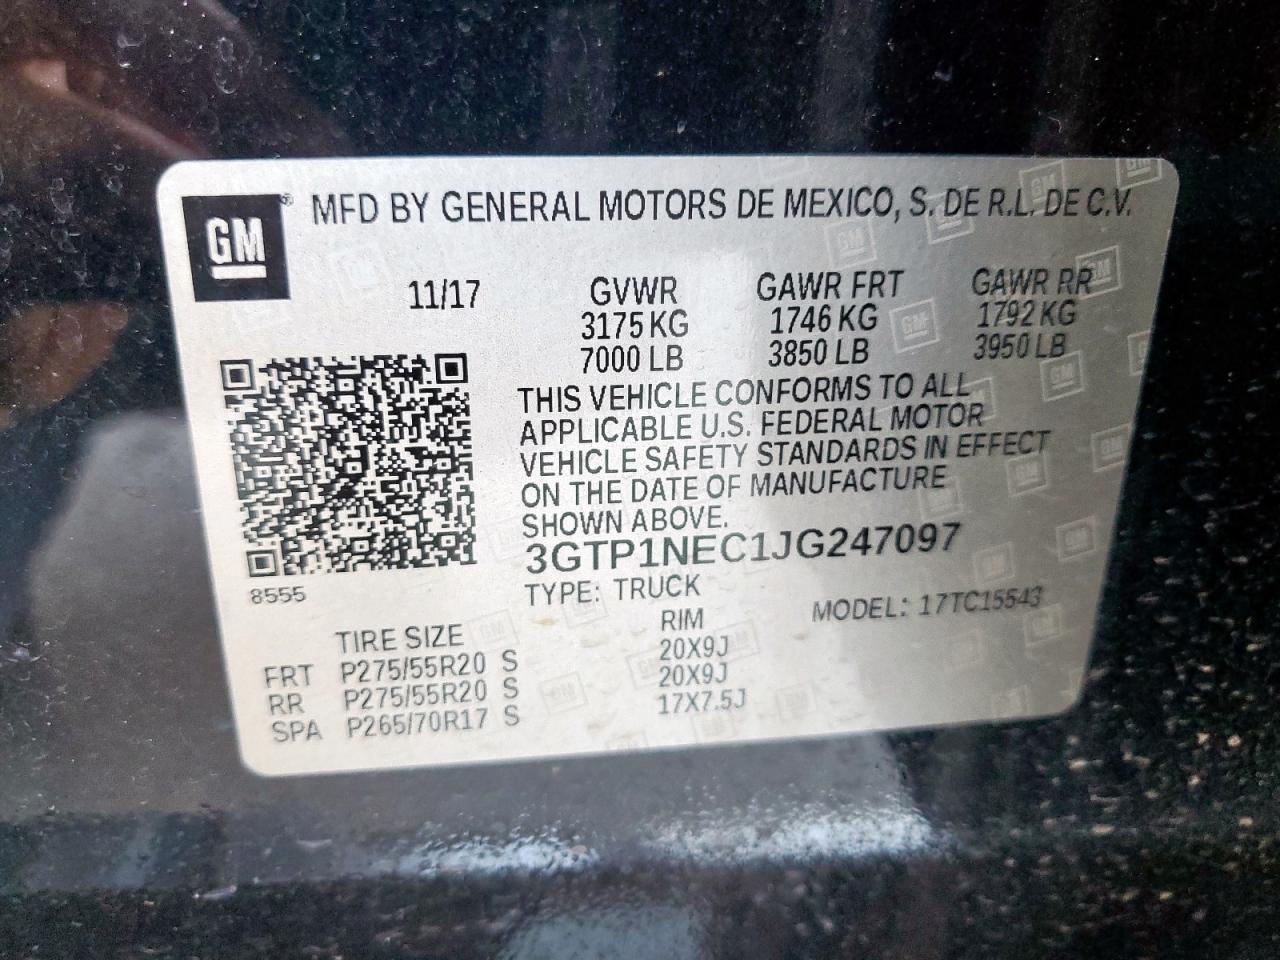 GM® MFD BY GENERAL MOTORS DE MEXICO, S. DE R.L. DE C.V.
11/17 GVWR GAWR FRT GAWR RR
3175 KG 1746 KG 1792 KG
7000 LB 3850 LB 3950 LB
THIS VEHICLE CONFORMS TO ALL
APPLICABLE U.S. FEDERAL MOTOR
VEHICLE SAFETY STANDARDS IN EFFECT
ON THE DATE OF MANUFACTURE
SHOWN ABOVE.
3GTP1NEC1JG247097
8555
TYPE: TRUCK MODEL: 17TC15543
TIRE SIZE RIM
FRT P275/55R20 S 20X9J
RR P275/55R20 S 20X9J
SPA P265/70R17 S 17X7.5J